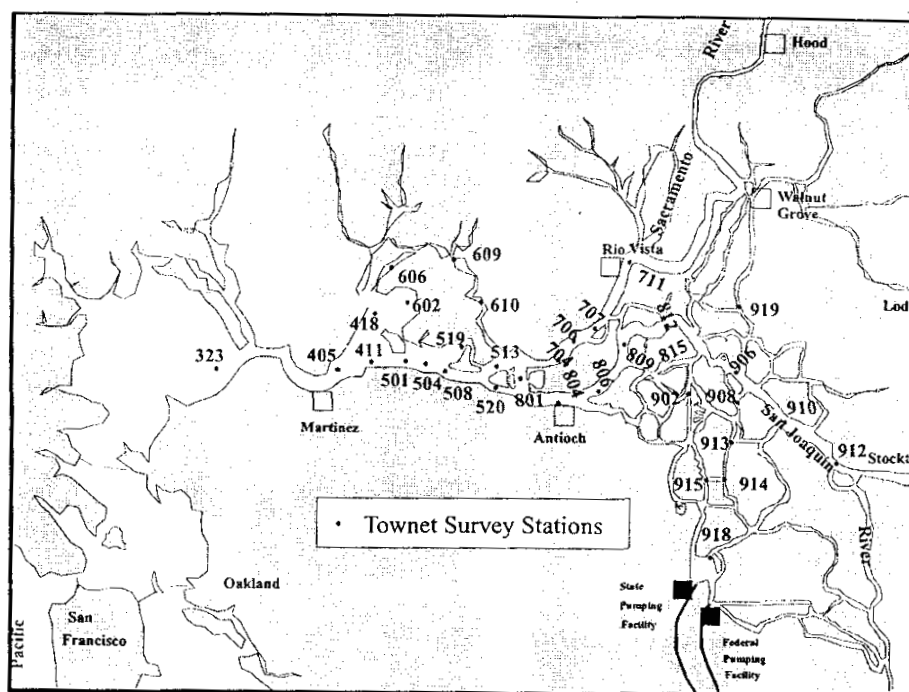 River
Hood
Sacramento
Walnut
Grove
Rio Vista
609
606
711
602
610
812
919
Lod
418
519
706
707
323
405
411
513
704
809
815
906
501
504
508
801
804
806
902
908
910
520
Martinez
Antioch
San Joaquin
913
912
Stockt
915
914
• Townet Survey Stations
918
River
Oakland
State
Pumping
Facility
San
Francisco
Federal
Pumping
Facility
Pacific